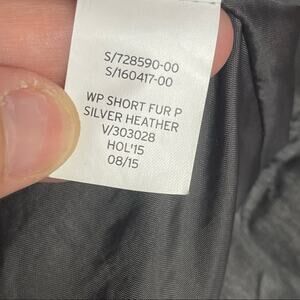 S/728590-00
S/160417-00
WP SHORT FUR P
SILVER HEATHER
V/303028
HOL'15
08/15